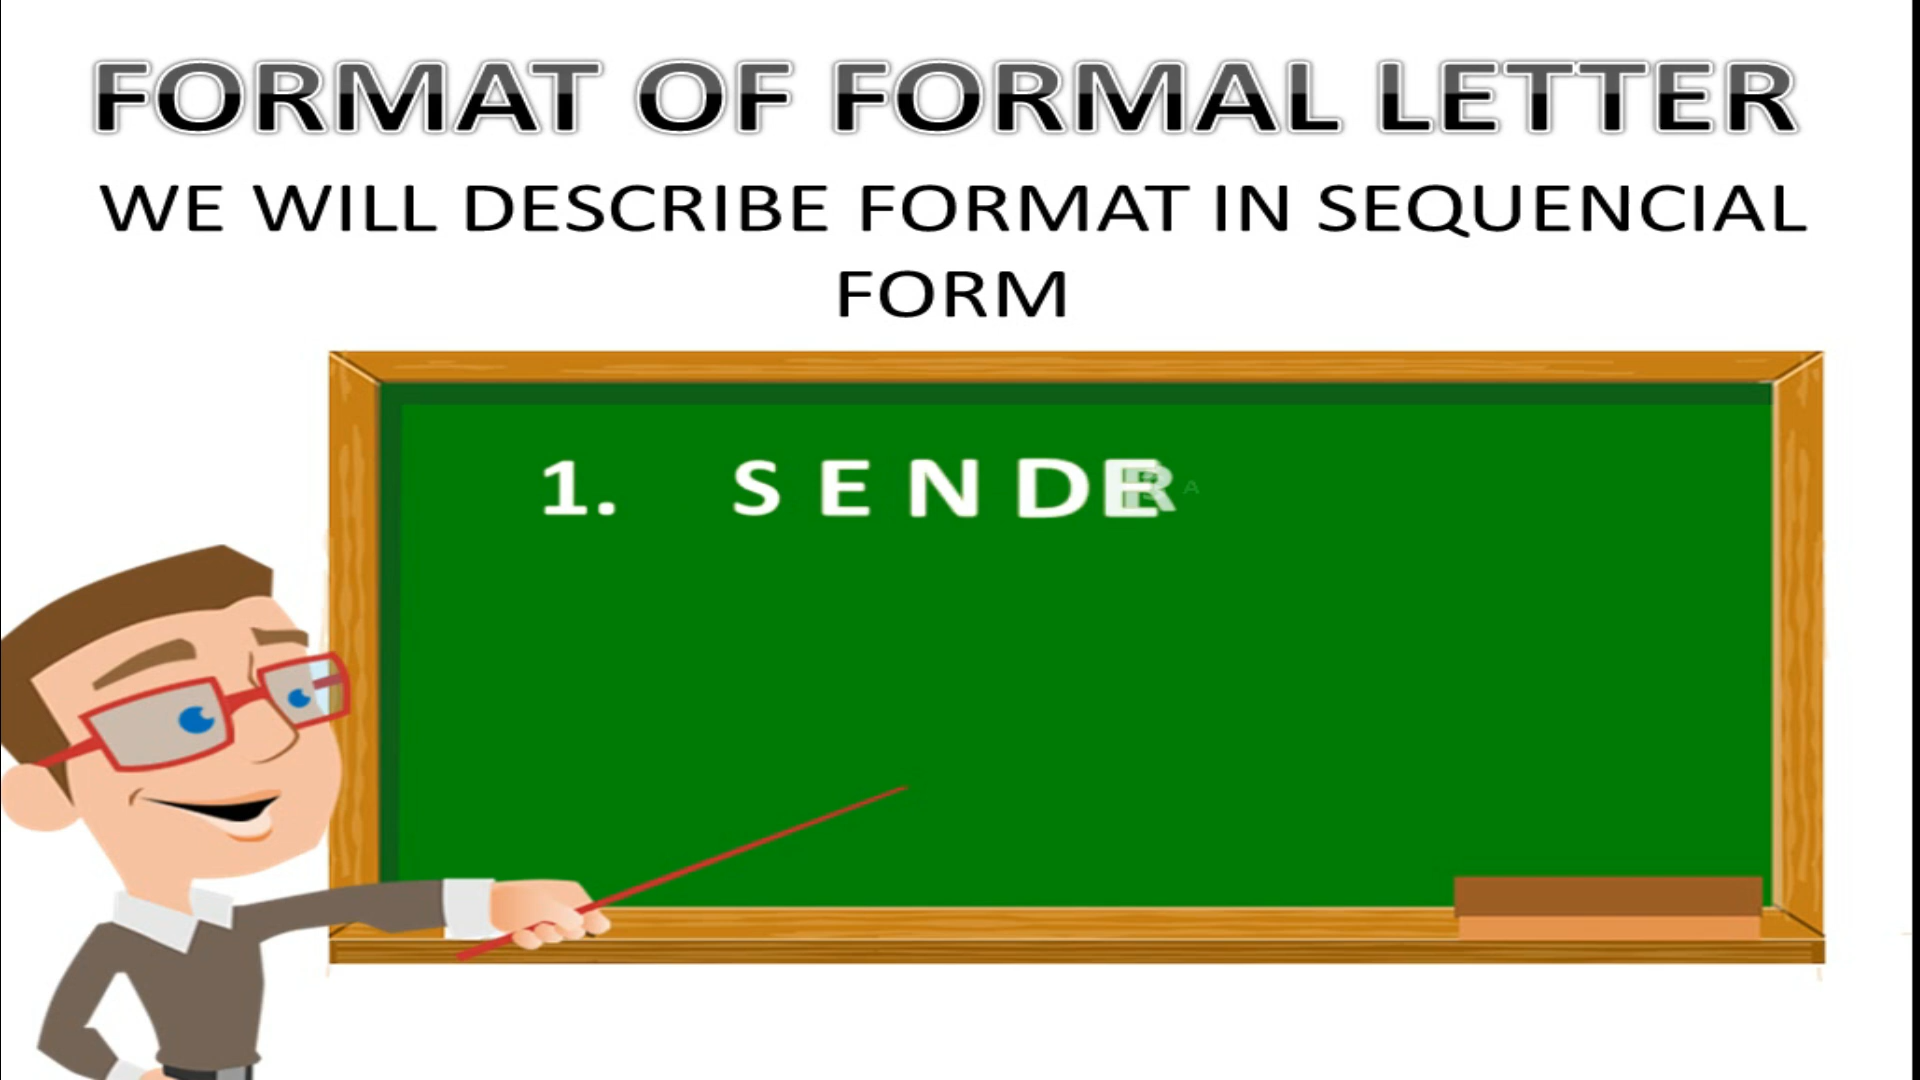 FORMAT OF FORMAL LETTER
WE WILL DESCRIBE FORMAT IN SEQUENCIAL
FORM
1. SENDER